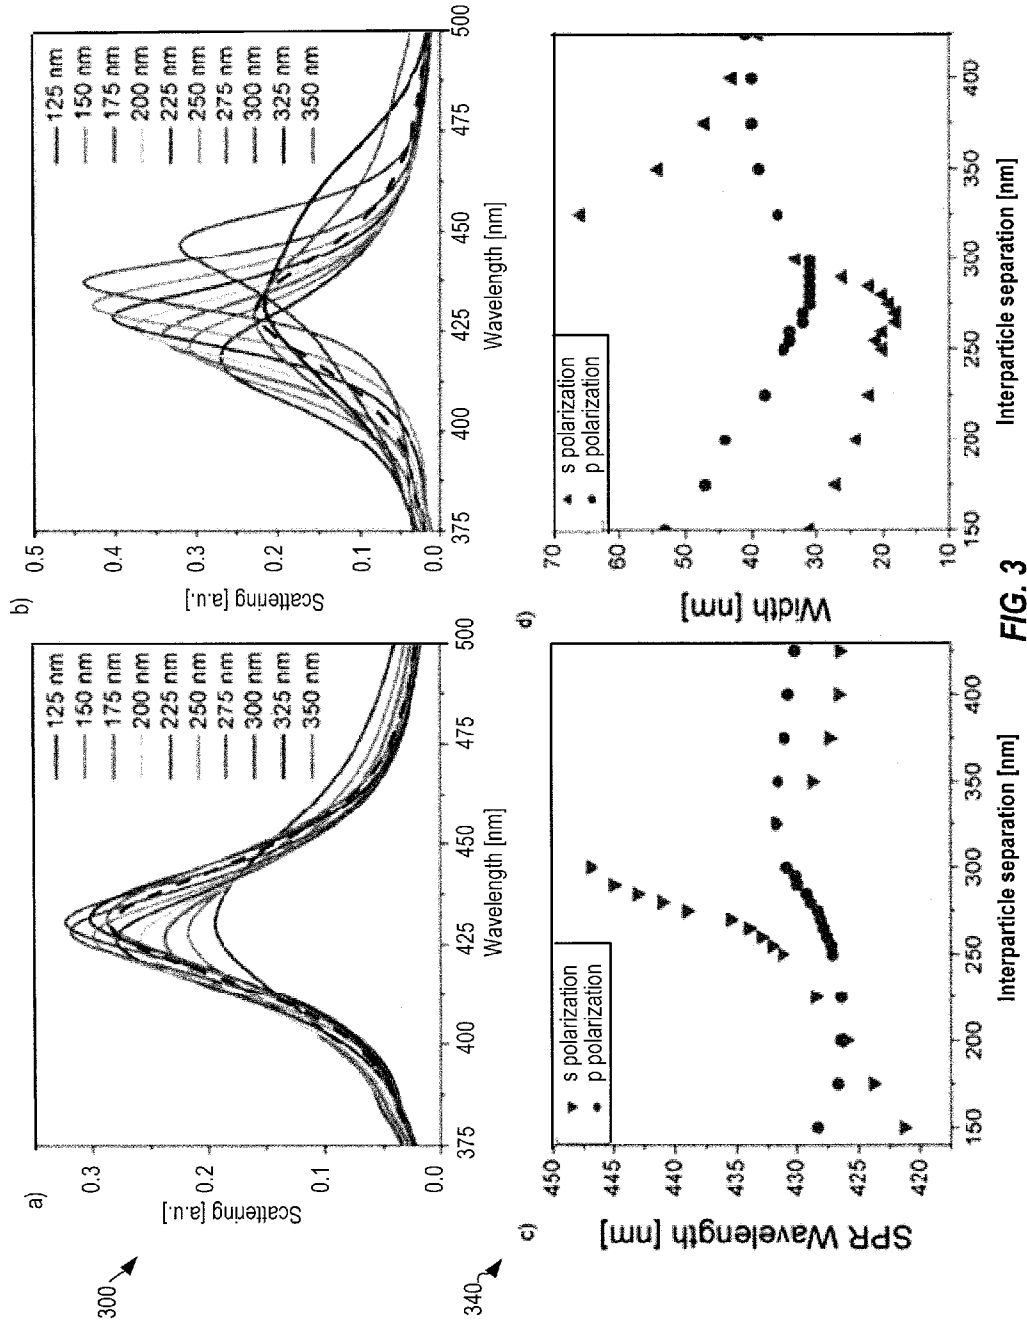 300
a)
Scattering [a.u.]
0.3
0.2
0.1
0.0
375
400
425
450
475
500
Wavelength [nm]
125 nm
150 nm
175 nm
200 nm
225 nm
250 nm
275 nm
300 nm
325 nm
350 nm
b)
Scattering [a.u.]
0.5
0.4
0.3
0.2
0.1
0.0
375
400
425
450
475
500
Wavelength [nm]
125 nm
150 nm
175 nm
200 nm
225 nm
250 nm
275 nm
300 nm
325 nm
350 nm
340
c)
SPR Wavelength [nm]
450
445
440
435
430
425
420
150
200
250
300
350
400
Interparticle separation [nm]
s polarization
p polarization
d)
Width [nm]
70
60
50
40
30
20
10
150
200
250
300
350
400
Interparticle separation [nm]
s polarization
p polarization
FIG. 3